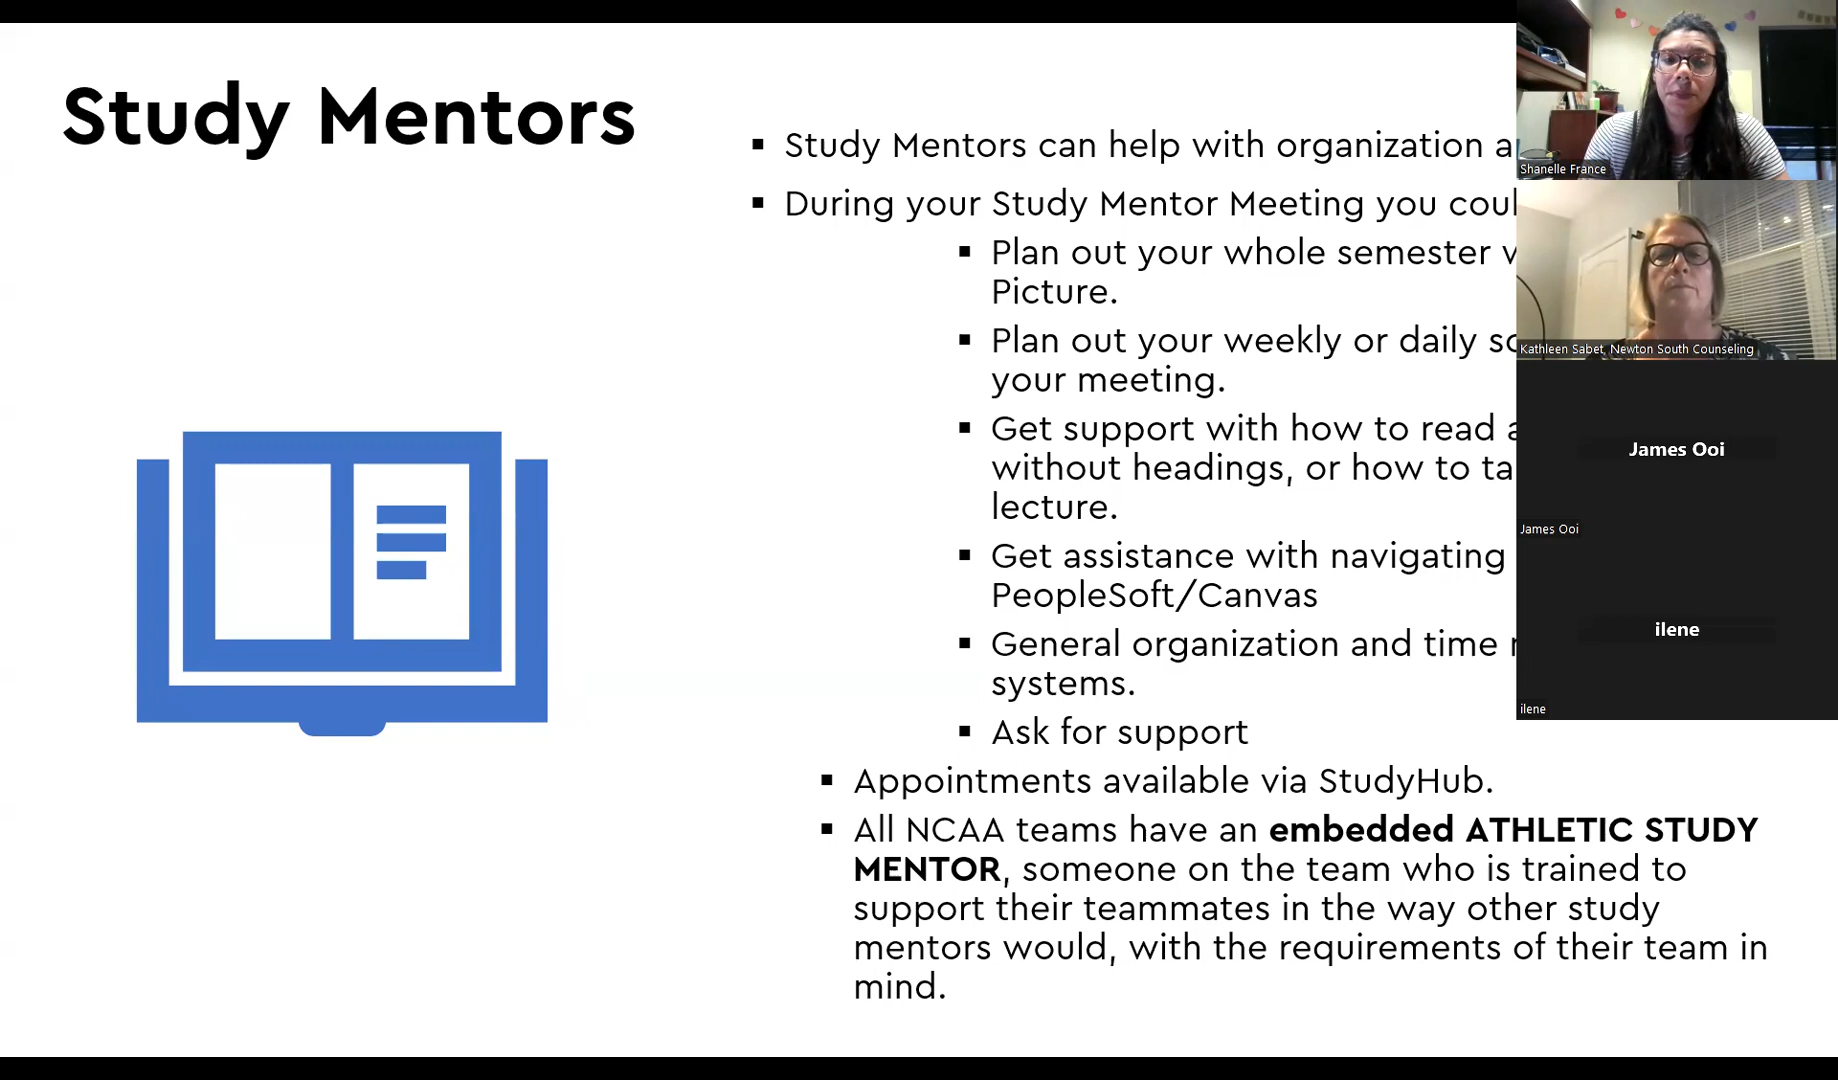 Study Mentors
▪ Study Mentors can help with organization
▪ During your Study Mentor Meeting you
▪ Plan out your whole semester
Picture.
▪ Plan out your weekly or daily
your meeting.
▪ Get support with how to read
without headings, or how to
lecture.
▪ Get assistance with navigating
PeopleSoft/Canvas
▪ General organization and time
systems.
▪ Ask for support
▪ Appointments available via StudyHub.
▪ All NCAA teams have an embedded ATHLETIC STUDY
MENTOR, someone on the team who is trained to
support their teammates in the way other study
mentors would, with the requirements of their team in
mind.
Shanelle France
Kathleen Sabet, Newton South Counseling
James Ooi
James Ooi
ilene
ilene